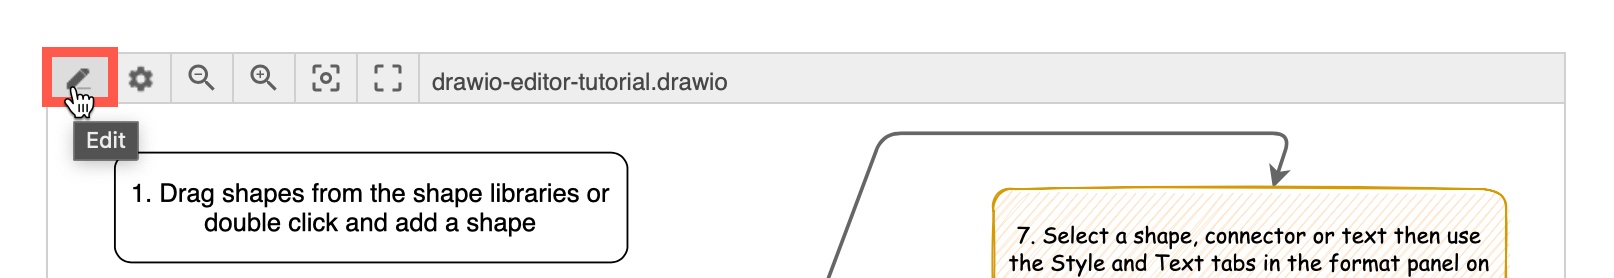 drawio-editor-tutorial.drawio
Edit
1. Drag shapes from the shape libraries or
double click and add a shape
7. Select a shape, connector or text then use
the Style and Text tabs in the format panel on